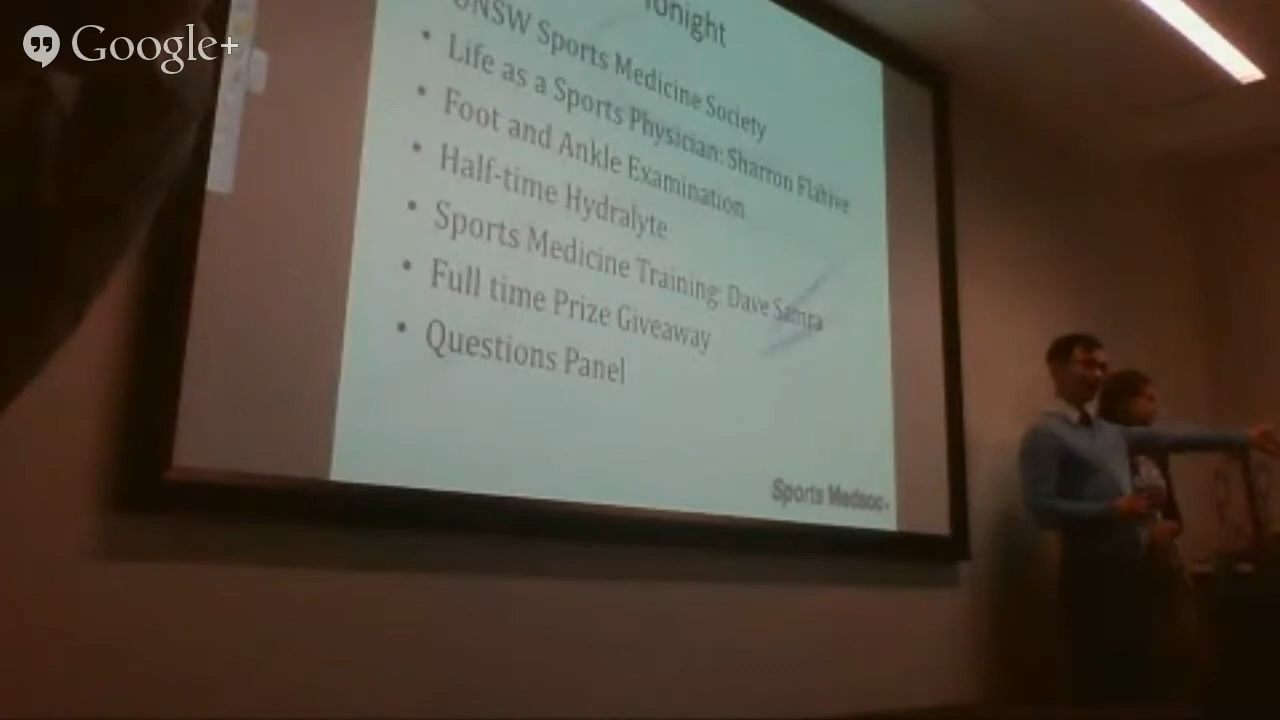 Google+
Tonight
UNSW Sports Medicine Society
• Life as a Sports Physician: Sharron Flahive
• Foot and Ankle Examination
• Half-time Hydralyte
• Sports Medicine Training: Dave Samra
• Full time Prize Giveaway
• Questions Panel
Sports Medsoc